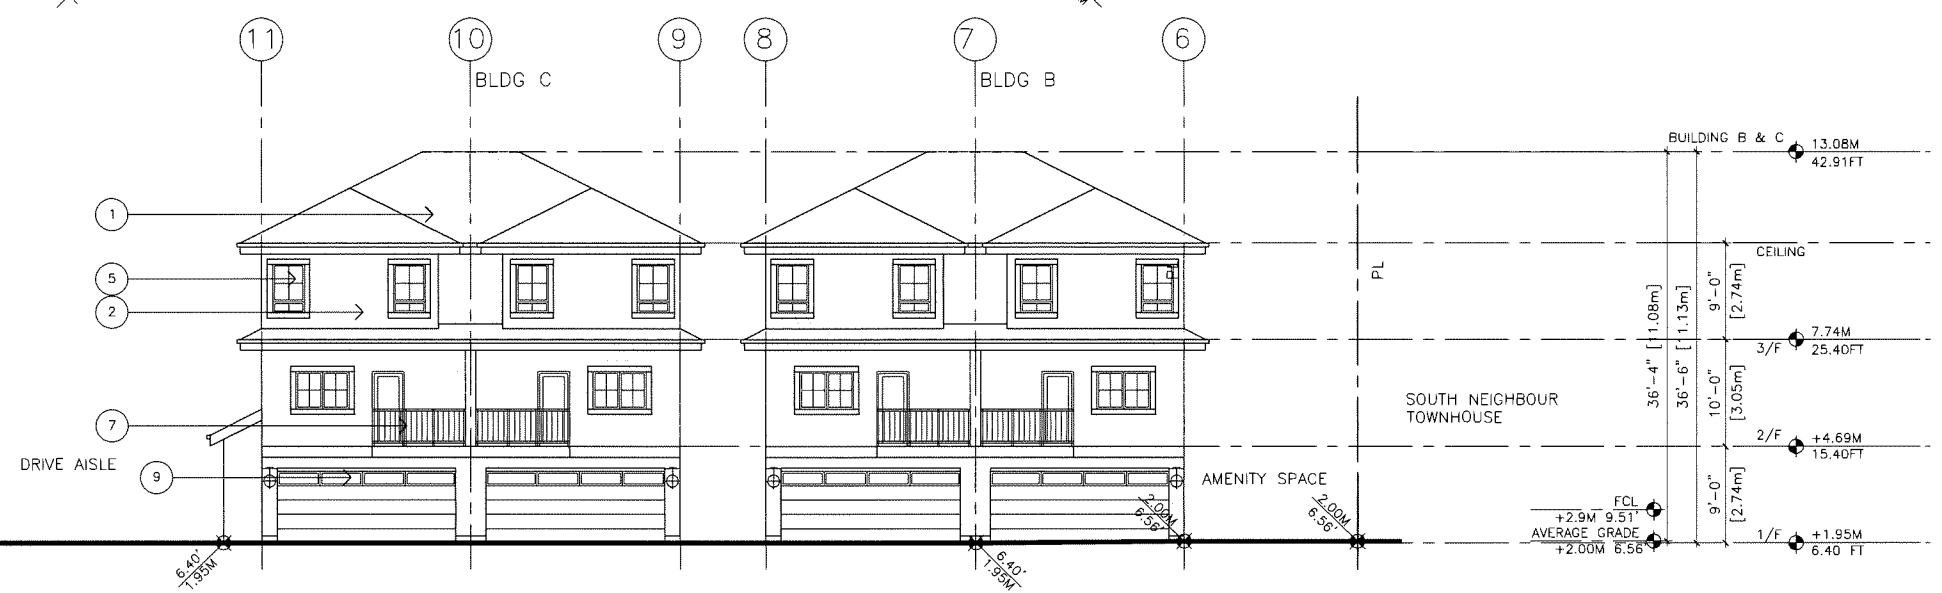 11
10
9
8
7
6
BLDG C
BLDG B
BUILDING B & C
13.08M
42.91FT
1
CEILING
5
2
PL
PL
9'-0"
[2.74m]
36'-4" [11.08m]
36'-6" [11.13m]
7.74M
3/F
25.40FT
10'-0"
[3.05m]
SOUTH NEIGHBOUR
TOWNHOUSE
7
2/F
+4.69M
15.40FT
DRIVE AISLE
9
AMENITY SPACE
9'-0"
[2.74m]
2.00M
6.56'
2.00M
6.56'
FCL
+2.9M 9.51'
AVERAGE GRADE
+2.00M 6.56'
1/F
+1.95M
6.40 FT
6.40'
1.95M
6.40'
1.95M